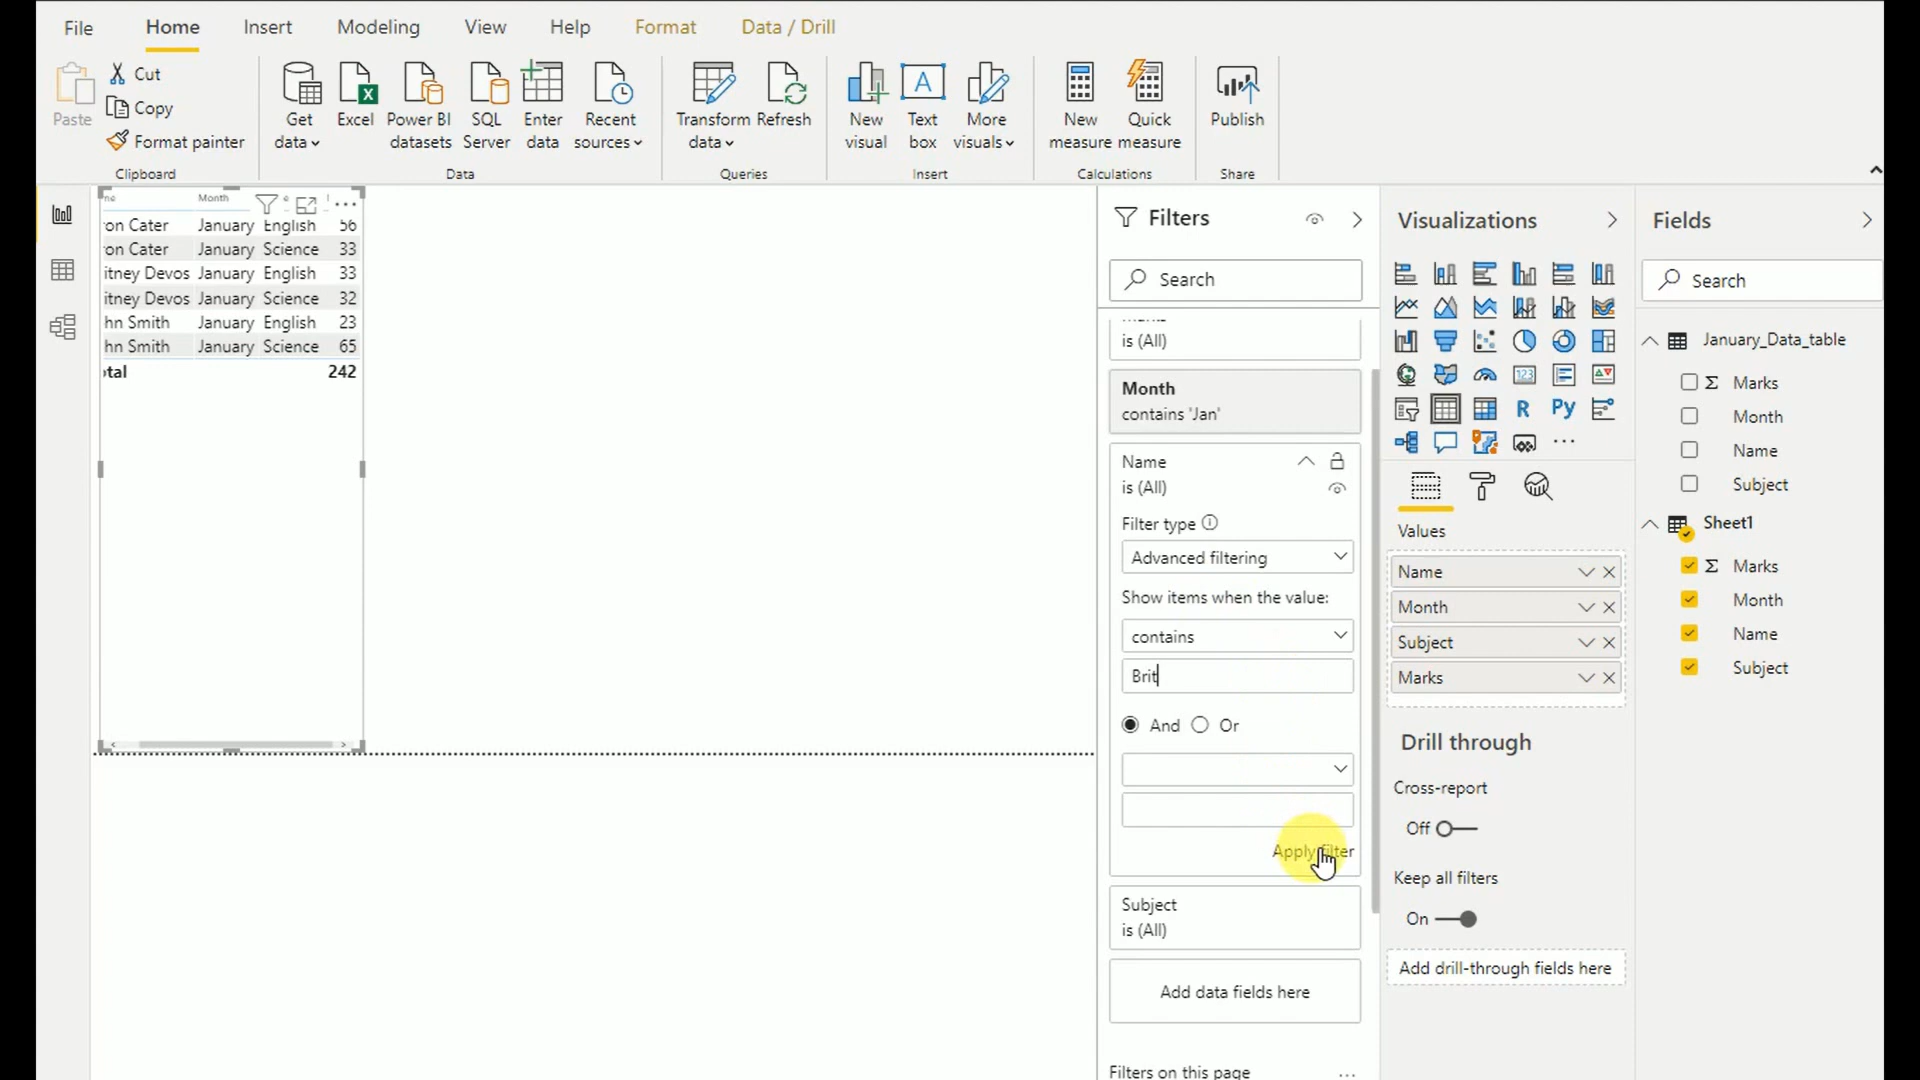 File Home Insert Modeling View Help Format Data / Drill
Paste
Cut
Copy
Format painter
Clipboard
Get data
Excel
Power BI datasets
SQL Server
Enter data
Recent sources
Data
Transform data
Refresh
Queries
New visual
Text box
More visuals
Insert
New measure
Quick measure
Calculations
Publish
Share
ne Month
on Cater January English 56
on Cater January Science 33
itney Devos January English 33
itney Devos January Science 32
hn Smith January English 23
hn Smith January Science 65
otal 242
Filters
Search
is (All)
Month
contains 'Jan'
Name
is (All)
Filter type
Advanced filtering
Show items when the value:
contains
Brit
And Or
Apply filter
Subject
is (All)
Add data fields here
Filters on this page ...
Visualizations
R Py
123
Values
Name
Month
Subject
Marks
Drill through
Cross-report
Off
Keep all filters
On
Add drill-through fields here
Fields
Search
January_Data_table
Σ Marks
Month
Name
Subject
Sheet1
Σ Marks
Month
Name
Subject